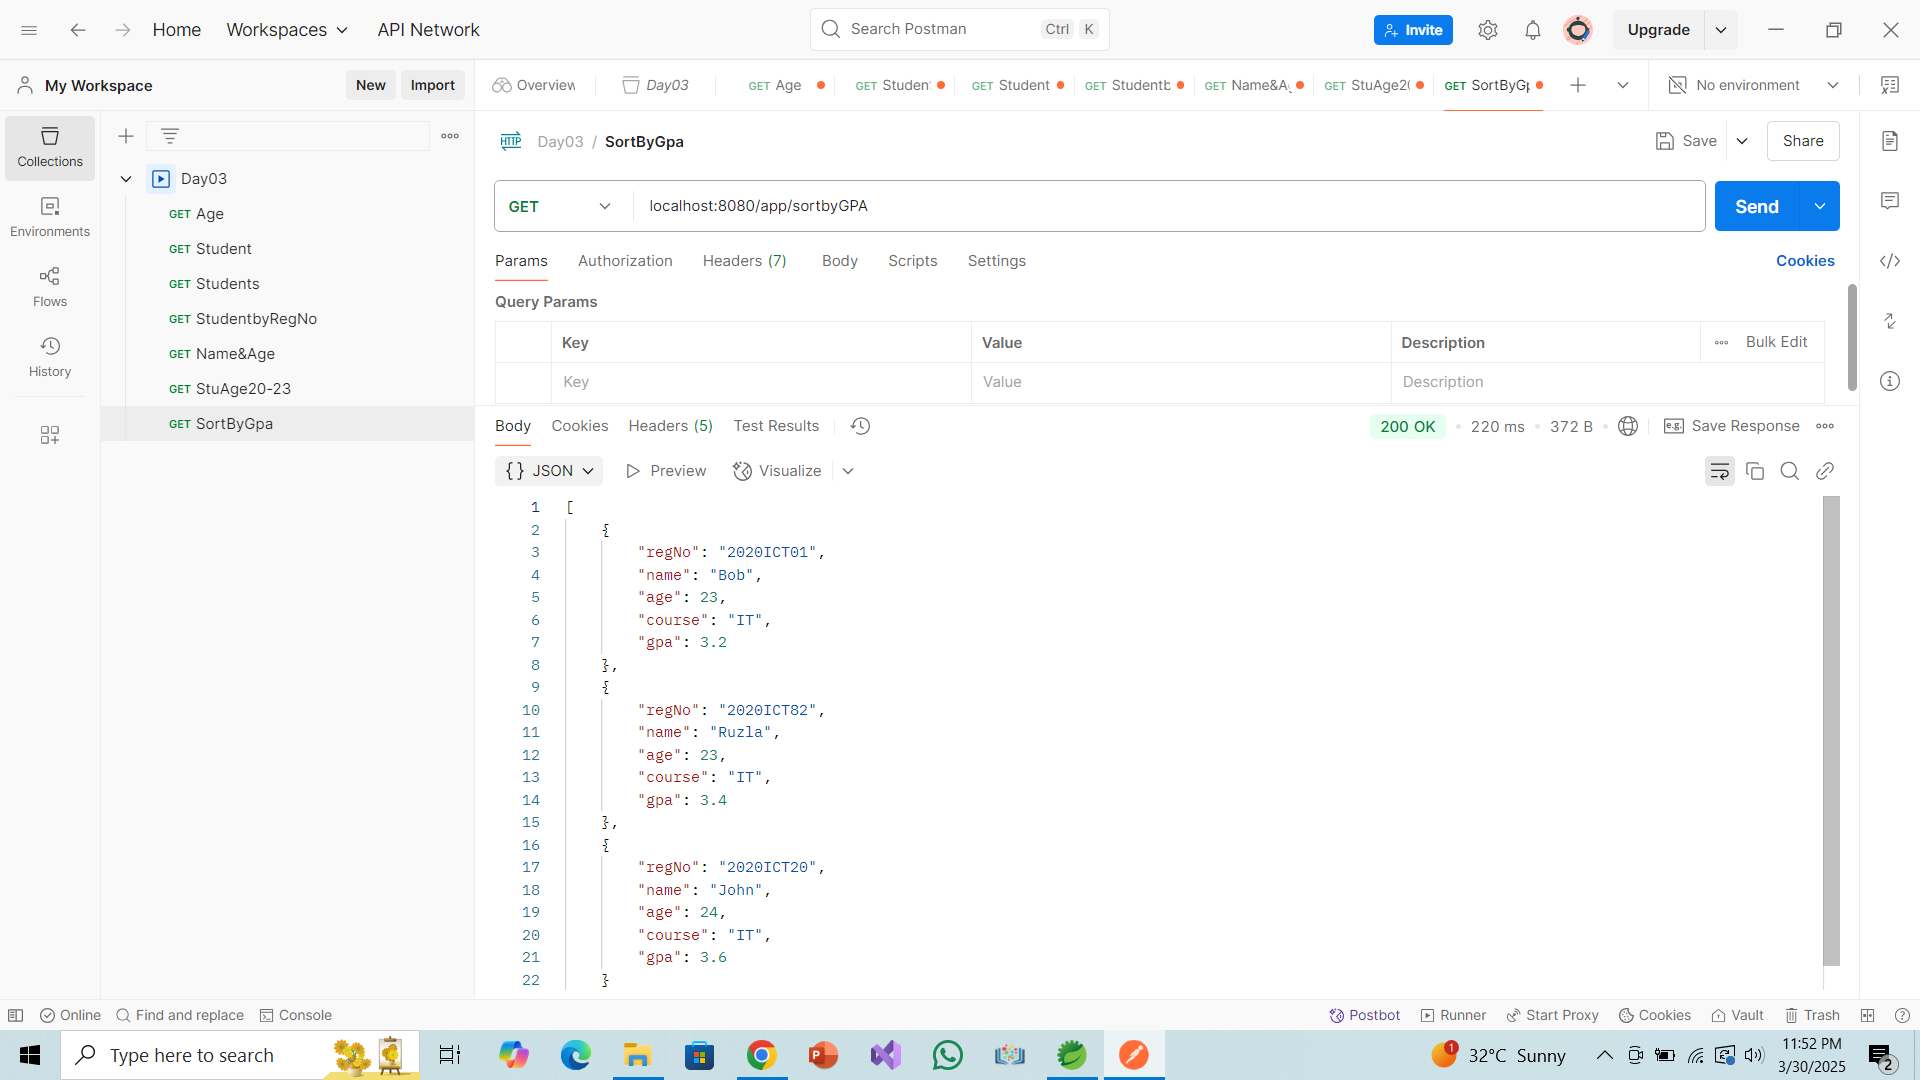 Home
Workspaces
API Network
Search Postman
Ctrl
K
Invite
Upgrade
My Workspace
New
Import
Overview
Day03
GET Age
GET Studen
GET Student
GET Studentb
GET Name&A
GET StuAge2
GET SortByG
No environment
Collections
Environments
Flows
History
Day03
GET Age
GET Student
GET Students
GET StudentbyRegNo
GET Name&Age
GET StuAge20-23
GET SortByGpa
HTTP Day03 / SortByGpa
Save
Share
GET
localhost:8080/app/sortbyGPA
Send
Params
Authorization
Headers (7)
Body
Scripts
Settings
Cookies
Query Params
Key Value Description Bulk Edit
Key Value Description
Body
Cookies
Headers (5)
Test Results
200 OK
220 ms
372 B
e.g. Save Response
{} JSON
Preview
Visualize
1 [
2 {
3 "regNo": "2020ICT01",
4 "name": "Bob",
5 "age": 23,
6 "course": "IT",
7 "gpa": 3.2
8 },
9 {
10 "regNo": "2020ICT82",
11 "name": "Ruzla",
12 "age": 23,
13 "course": "IT",
14 "gpa": 3.4
15 },
16 {
17 "regNo": "2020ICT20",
18 "name": "John",
19 "age": 24,
20 "course": "IT",
21 "gpa": 3.6
22 }
Online
Find and replace
Console
Postbot
Runner
Start Proxy
Cookies
Vault
Trash
Type here to search
1
32°C Sunny
11:52 PM
3/30/2025
2